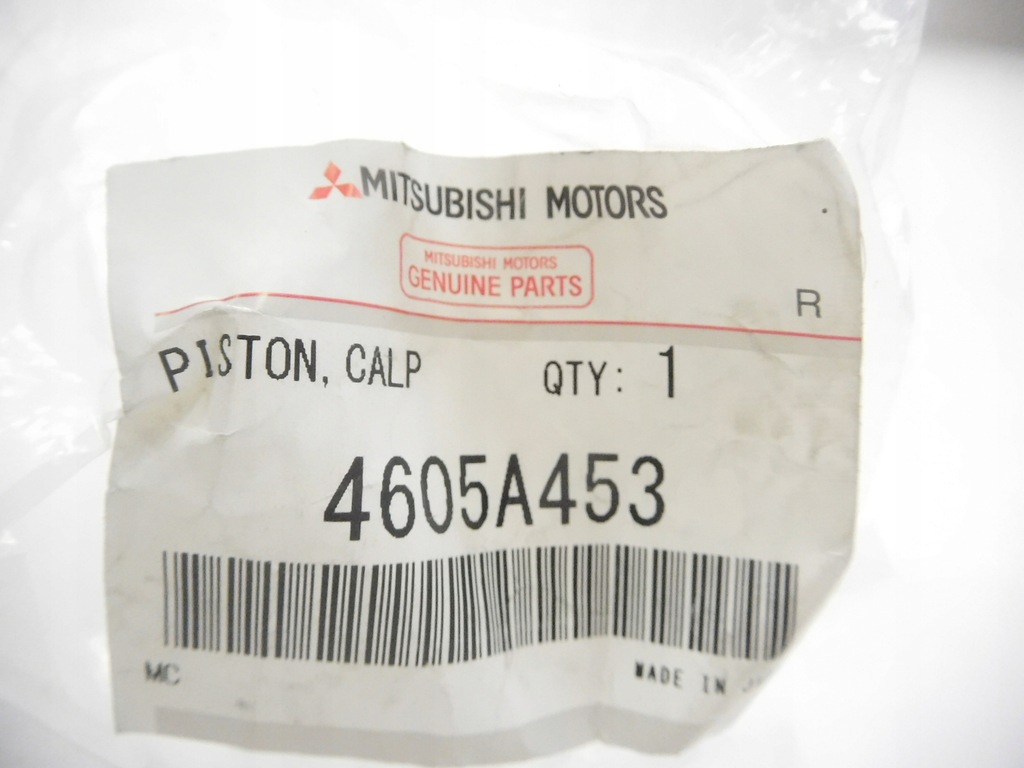 MITSUBISHI MOTORS
MITSUBISHI MOTORS
GENUINE PARTS
R
PISTON, CALP QTY: 1
4605A453
MC MADE IN